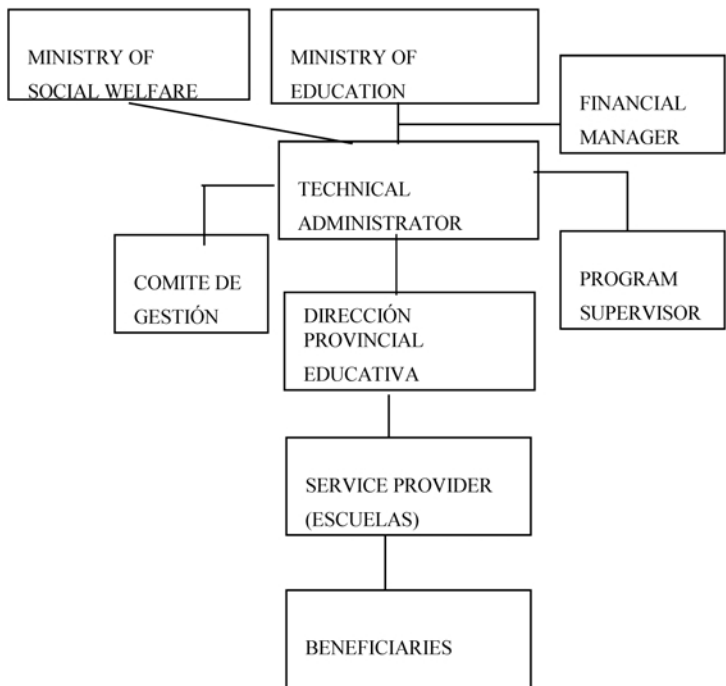 MINISTRY OF
SOCIAL WELFARE
MINISTRY OF
EDUCATION
FINANCIAL
MANAGER
TECHNICAL
ADMINISTRATOR
COMITE DE
GESTIÓN
PROGRAM
SUPERVISOR
DIRECCIÓN
PROVINCIAL
EDUCATIVA
SERVICE PROVIDER
(ESCUELAS)
BENEFICIARIES